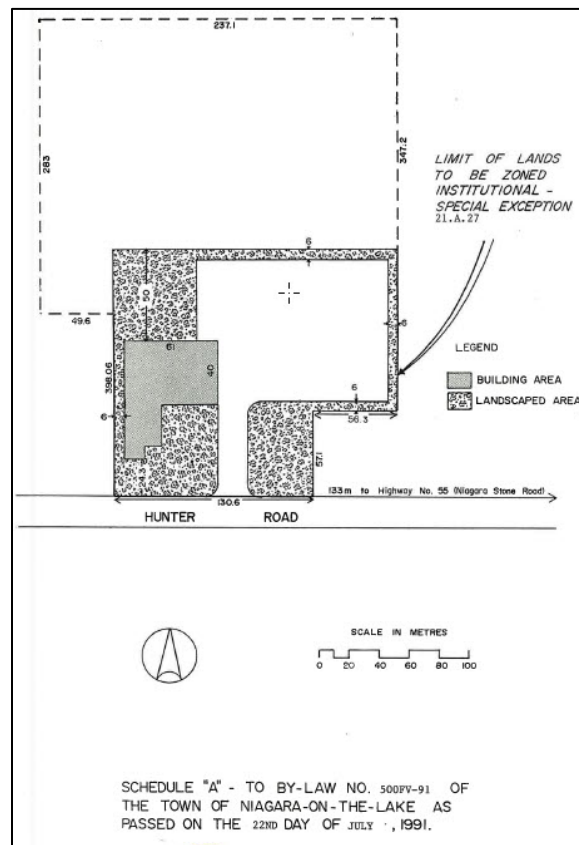 237.1
283
347.2
LIMIT OF LANDS
TO BE ZONED
INSTITUTIONAL -
SPECIAL EXCEPTION
21.A.27
6
50
6
49.6
61
398.06
40
6
6
56.3
LEGEND
BUILDING AREA
LANDSCAPED AREA
57.1
133m to Highway No. 55 (Niagara Stone Road)
130.6
HUNTER ROAD
SCALE IN METRES
0 20 40 60 80 100
SCHEDULE "A" - TO BY-LAW NO. 500FV-91 OF
THE TOWN OF NIAGARA-ON-THE-LAKE AS
PASSED ON THE 22ND DAY OF JULY , 1991.